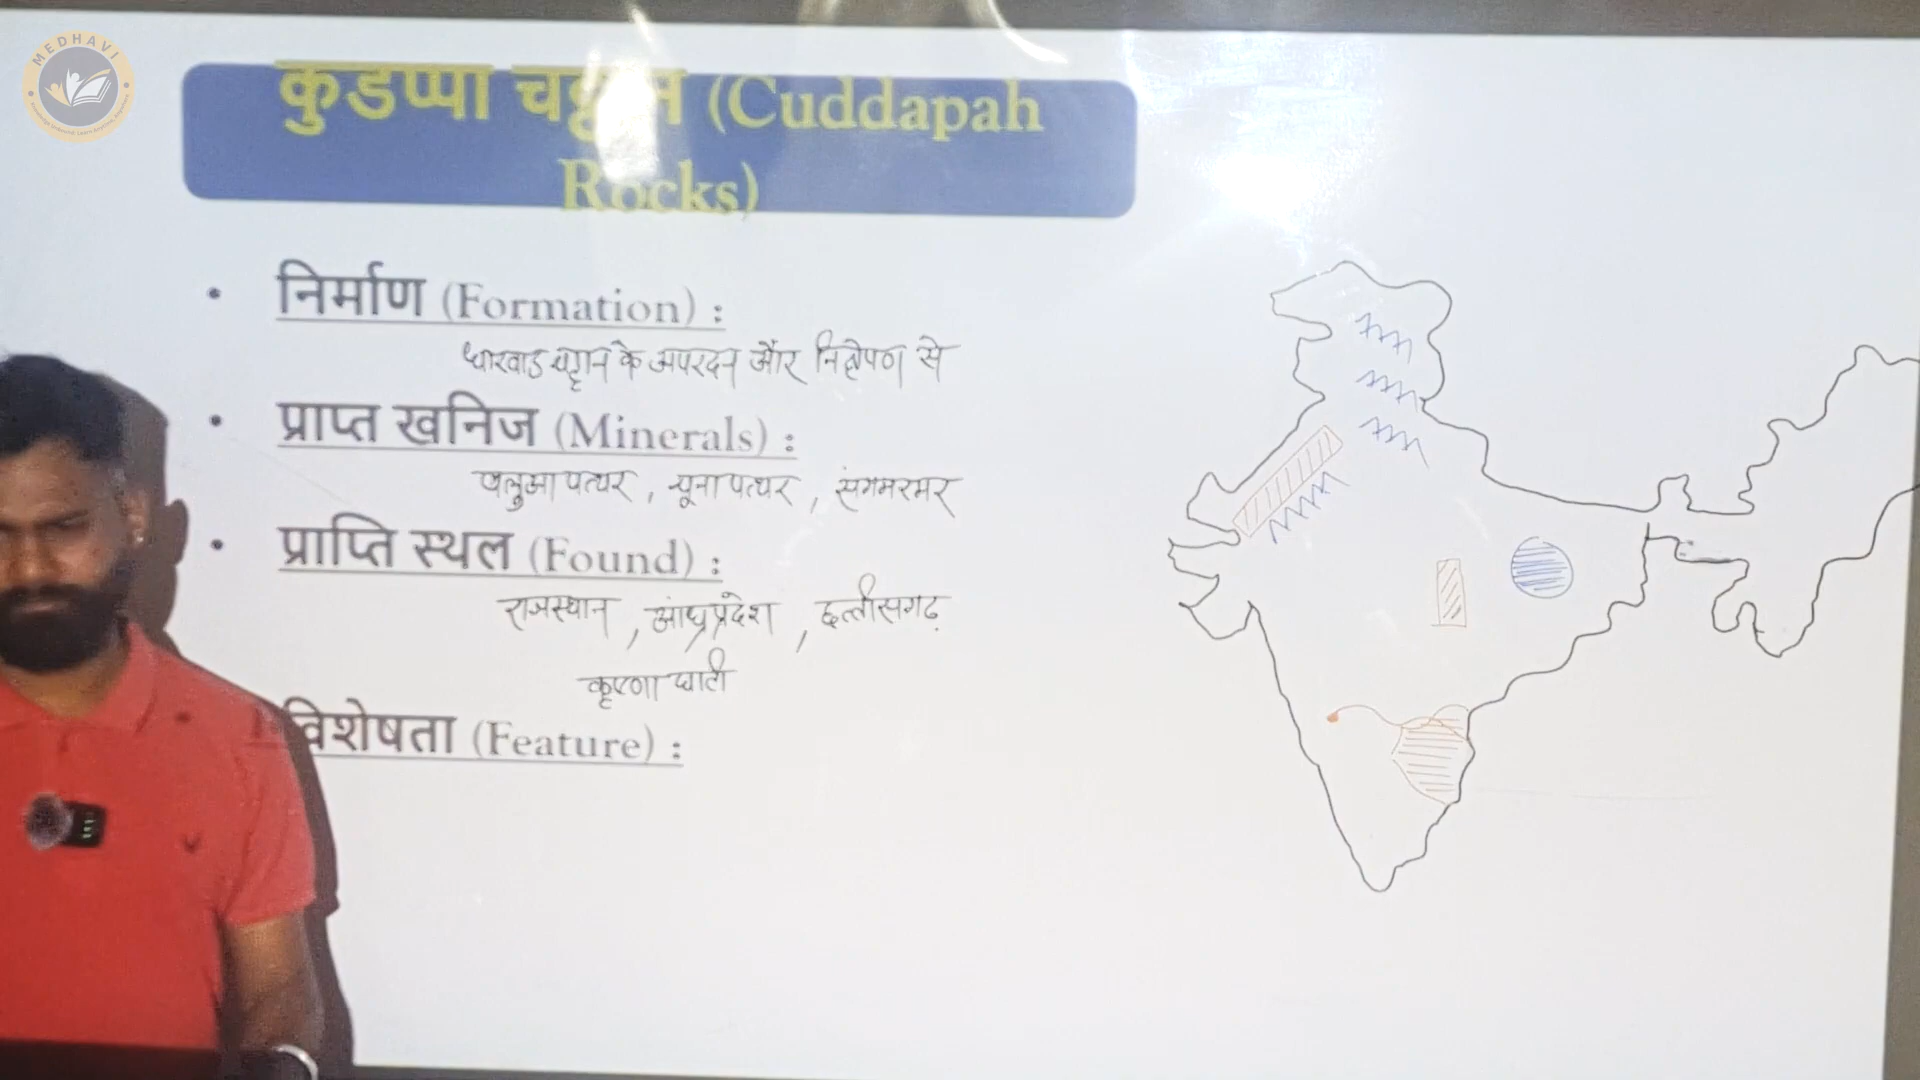 MEDHAVI
कुडप्पा चट्टान (Cuddapah
Rocks)
• निर्माण (Formation) :
धारवाड चट्टान के अपरदन और निक्षेपण से
• प्राप्त खनिज (Minerals) :
बलुआ पत्थर , चूना पत्थर , संगमरमर
• प्राप्ति स्थल (Found) :
राजस्थान , आंध्रप्रदेश , छत्तीसगढ़
कृष्णा घाटी
विशेषता (Feature) :